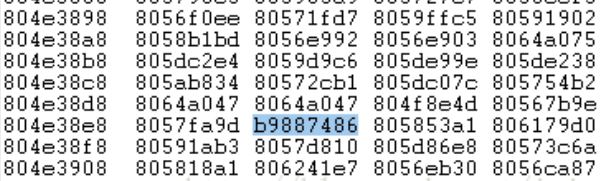 804e3898 8056f0ee 80571fd7 8059ffc5 80591902
804e38a8 8058b1bd 8056e992 8056e903 8064a075
804e38b8 805dc2e4 8059d9c6 805de99e 805de238
804e38c8 805ab834 80572cb1 805dc07c 805754b2
804e38d8 8064a047 8064a047 804f8e4d 80567b9e
804e38e8 8057fa9d b9887486 805853a1 806179d0
804e38f8 80591ab3 8057d810 805d86e8 80573c6a
804e3908 805818a1 806241e7 8056eb30 8056ca87